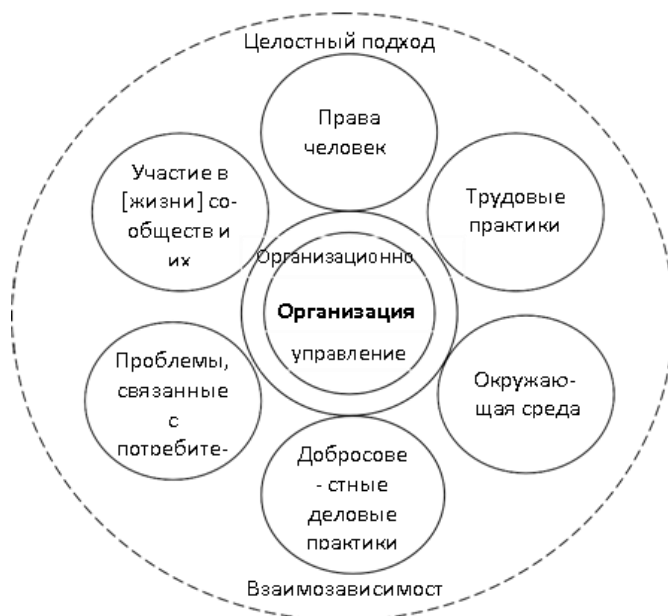 Целостный подход
Права
человек
Участие в
[жизни] со-
обществ и
их
Трудовые
практики
Организационно
Организация
управление
Проблемы,
связанные
с
потребите-
Окружаю-
щая среда
Добросове
- стные
деловые
практики
Взаимозависимост